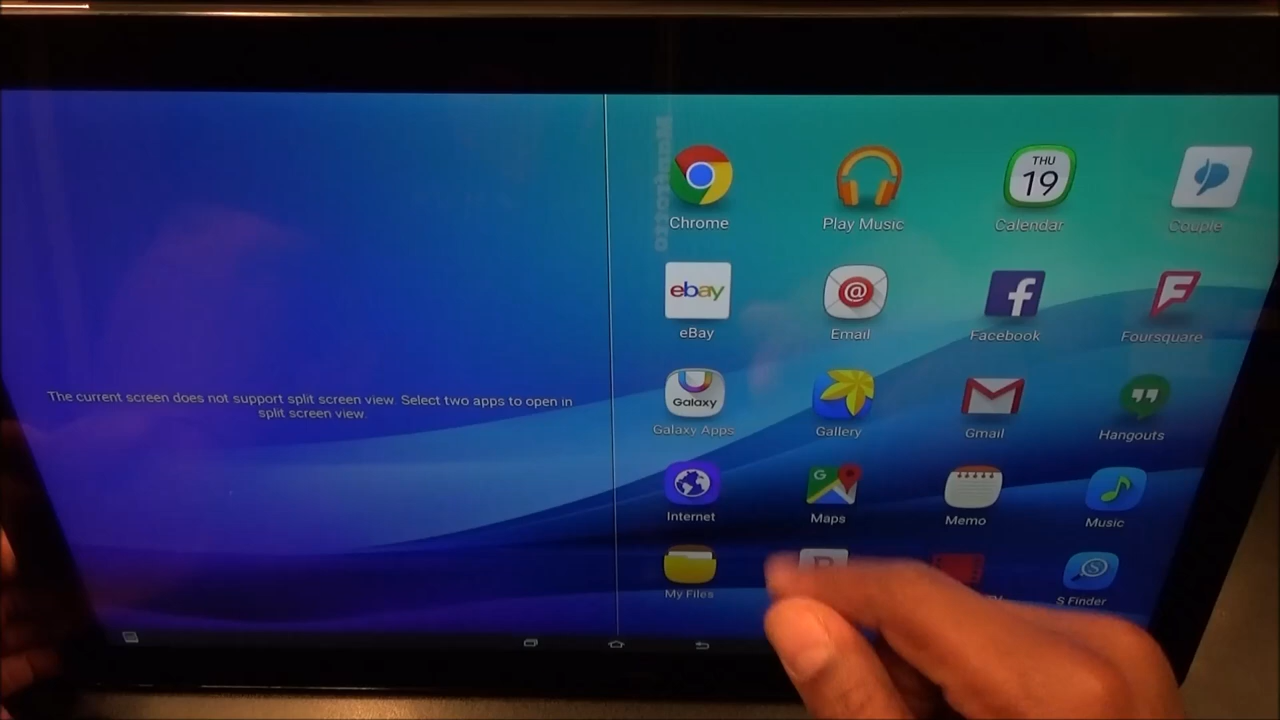 The current screen does not support split screen view. Select two apps to open in
split screen view.
Manfrotto
THU
19
Chrome
Play Music
Calendar
Couple
ebay
@
f
F
eBay
Email
Facebook
Foursquare
Galaxy
G
Galaxy Apps
Gallery
Gmail
Hangouts
Internet
Maps
Memo
Music
S
My Files
S Finder